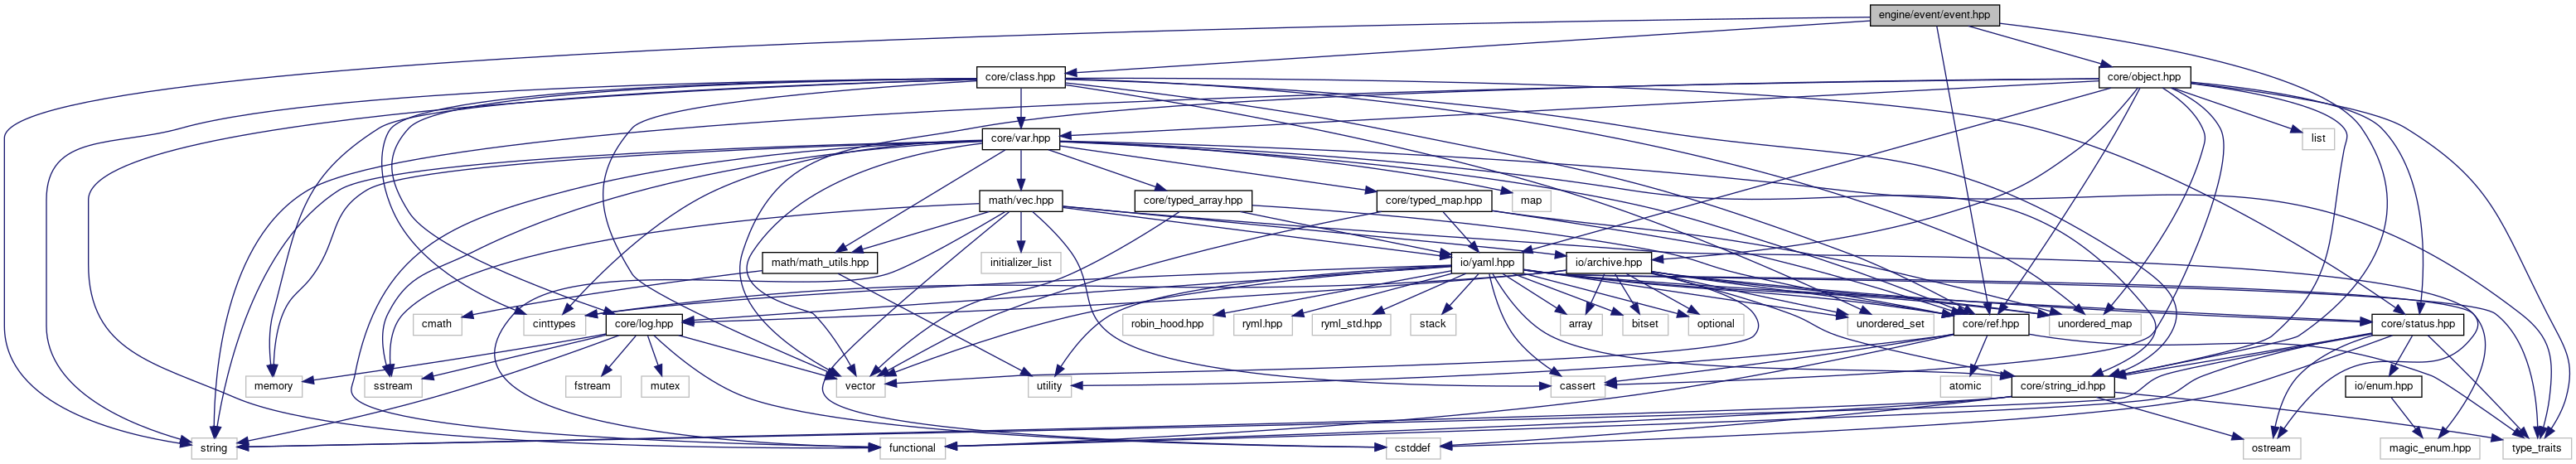 engine/event/event.hpp
core/class.hpp
core/object.hpp
core/var.hpp
list
math/vec.hpp
core/typed_array.hpp
core/typed_map.hpp
map
math/math_utils.hpp
initializer_list
io/yaml.hpp
io/archive.hpp
cmath
cinttypes
core/log.hpp
robin_hood.hpp
ryml.hpp
ryml_std.hpp
stack
array
bitset
optional
unordered_set
core/ref.hpp
unordered_map
core/status.hpp
memory
sstream
fstream
mutex
vector
utility
cassert
atomic
core/string_id.hpp
io/enum.hpp
string
functional
cstddef
ostream
magic_enum.hpp
type_traits